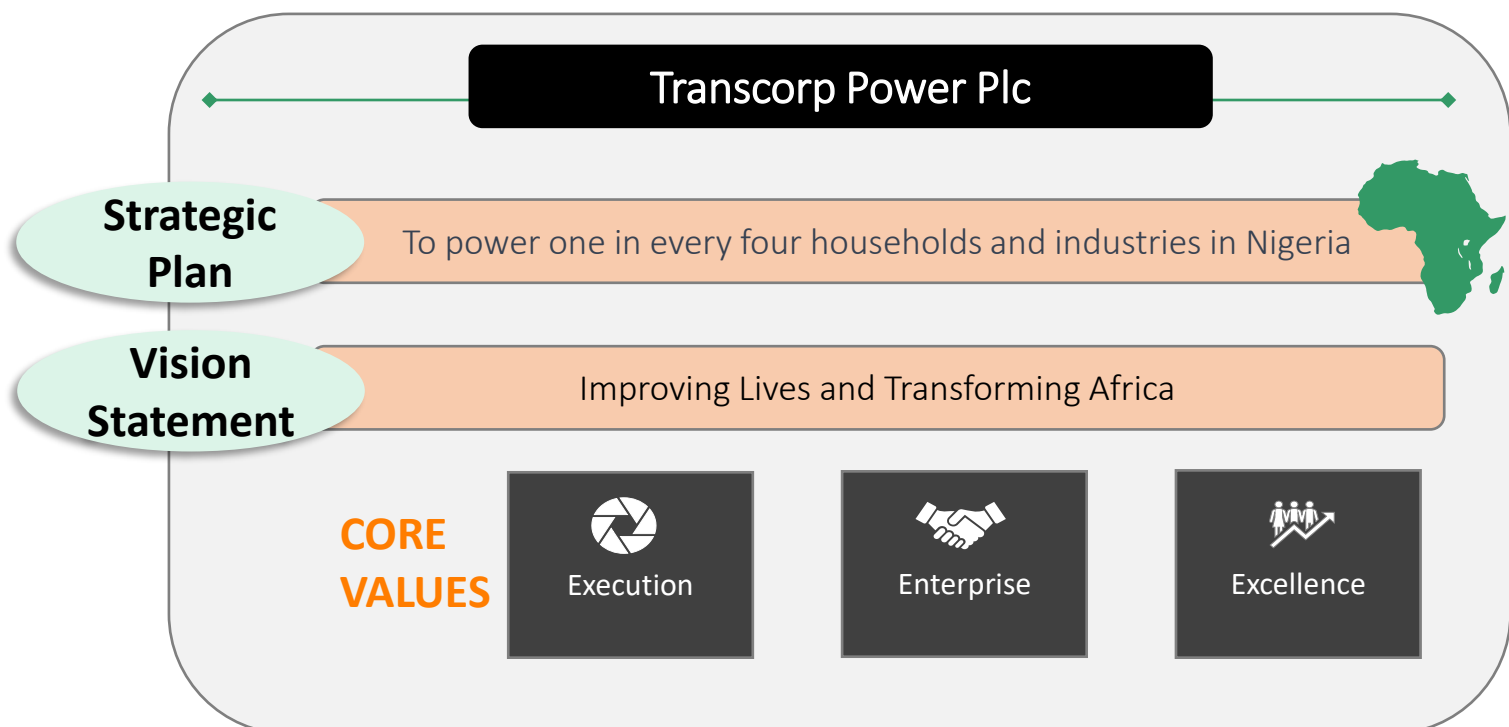 Transcorp Power Plc
Strategic
Plan
To power one in every four households and industries in Nigeria
Vision
Statement
Improving Lives and Transforming Africa
CORE
VALUES
Execution
Enterprise
Excellence